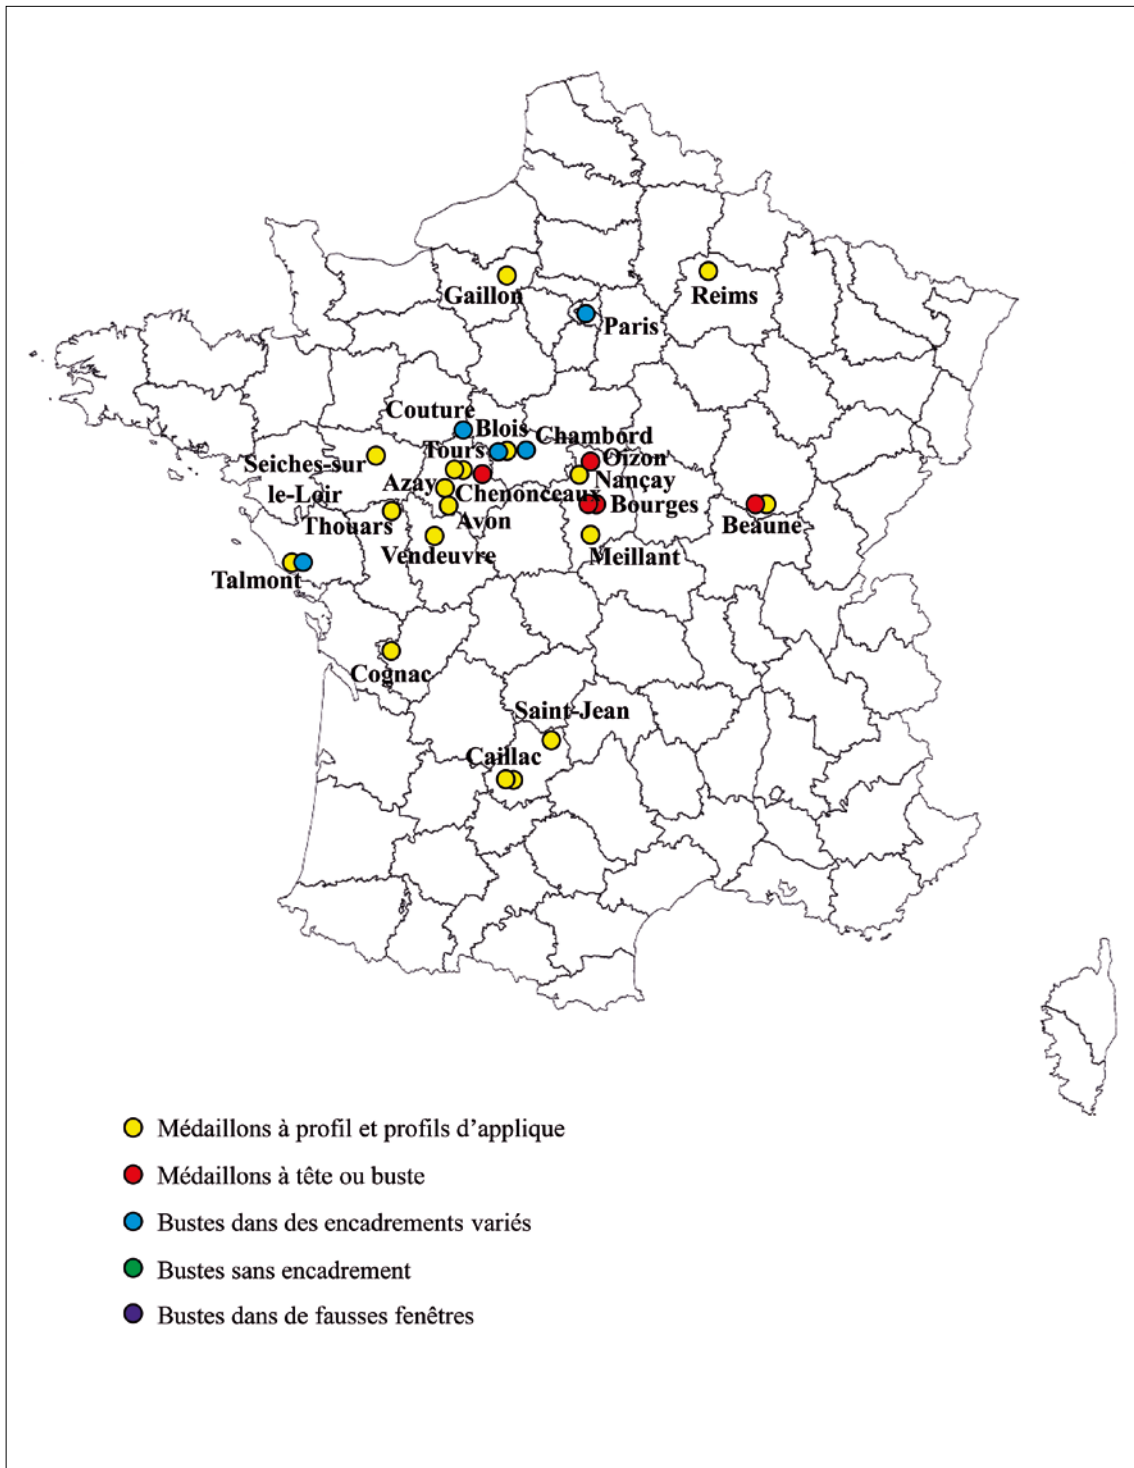 Gaillon
Reims
Paris
Couture
Blois
Chambord
Tours
Oizon
Seiches-sur
le-Loir
Azay
Nançay
Chenonceaux
Bourges
Thouars
Avon
Beaune
Vendeuvre
Meillant
Talmont
Cognac
Saint-Jean
Caillac
Médaillons à profil et profils d’applique
Médaillons à tête ou buste
Bustes dans des encadrements variés
Bustes sans encadrement
Bustes dans de fausses fenêtres